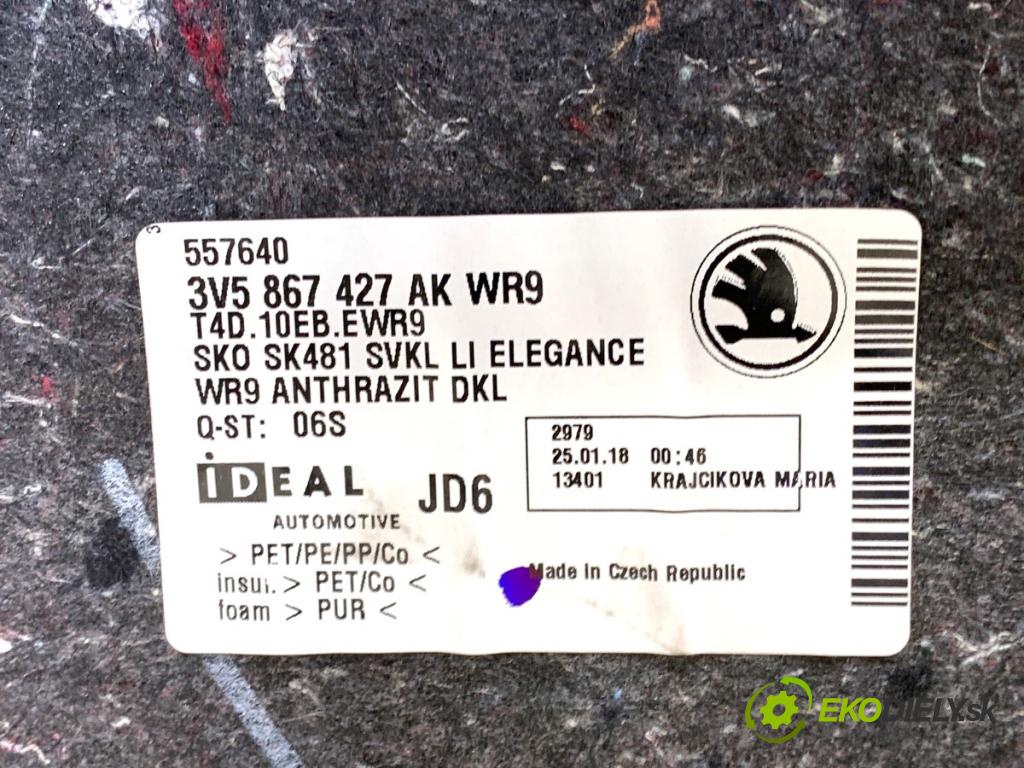 3
557640
3V5 867 427 AK WR9
T4D.10EB.EWR9
SKO SK481 SVKL LI ELEGANCE
WR9 ANTHRAZIT DKL
Q-ST: 06S
2979
25.01.18 00:46
13401 KRAJCIKOVA MARIA
iDEAL
AUTOMOTIVE
JD6
> PET/PE/PP/Co <
insul. > PET/Co <
foam > PUR <
Made in Czech Republic
EKODIELY.sk